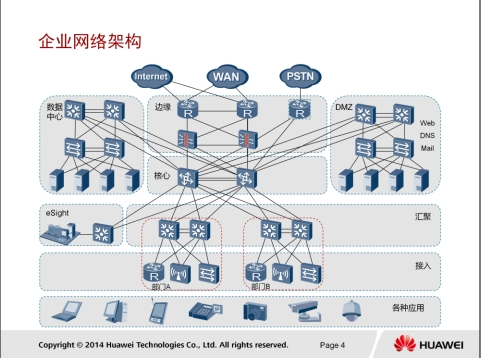 企业网络架构
Internet
WAN
PSTN
数据
中心
边缘
DMZ
R
R
R
Web
DNS
Mail
核心
eSight
汇聚
接入
R
R
部门A
部门B
各种应用
Copyright © 2014 Huawei Technologies Co., Ltd. All rights reserved.
Page 4
HUAWEI